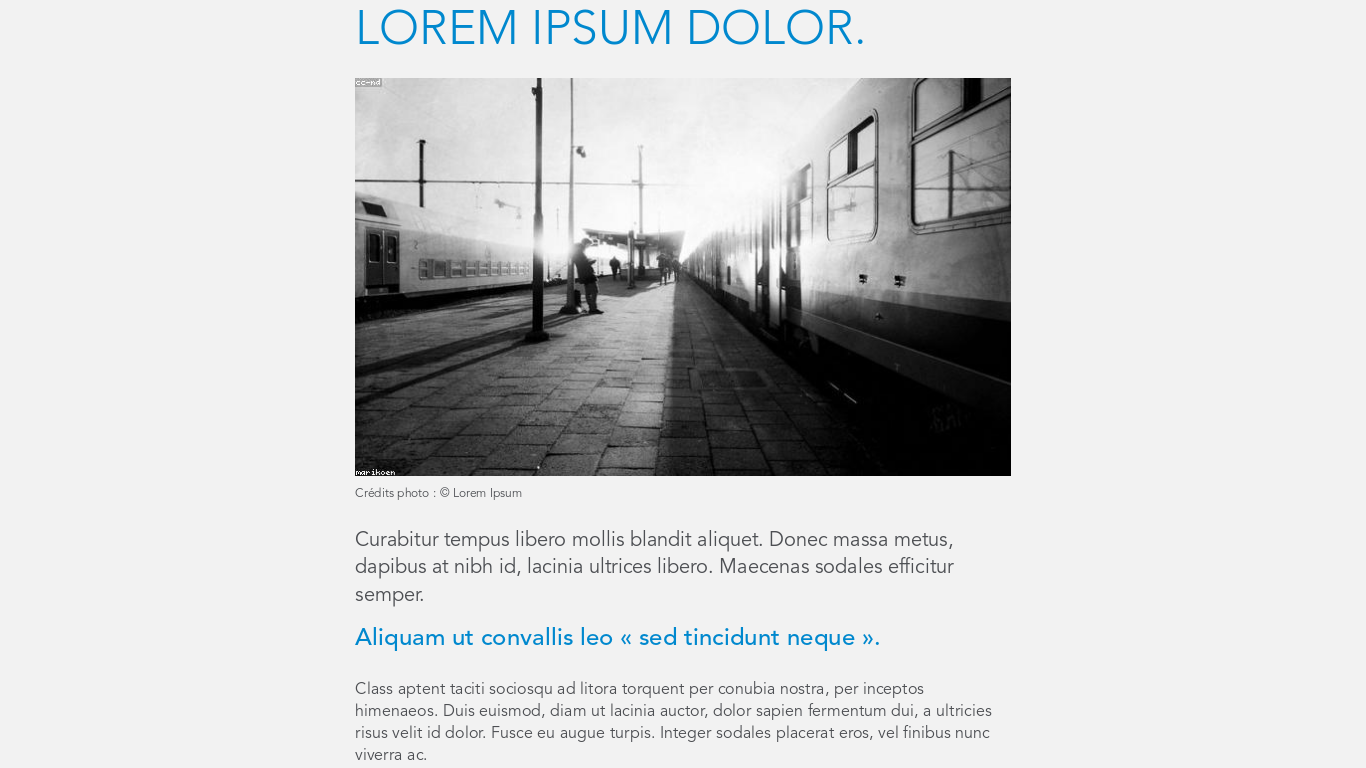 LOREM IPSUM DOLOR.
cc-nd
marikoen
Crédits photo : © Lorem Ipsum
Curabitur tempus libero mollis blandit aliquet. Donec massa metus,
dapibus at nibh id, lacinia ultrices libero. Maecenas sodales efficitur
semper.
Aliquam ut convallis leo « sed tincidunt neque ».
Class aptent taciti sociosqu ad litora torquent per conubia nostra, per inceptos
himenaeos. Duis euismod, diam ut lacinia auctor, dolor sapien fermentum dui, a ultricies
risus velit id dolor. Fusce eu augue turpis. Integer sodales placerat eros, vel finibus nunc
viverra ac.